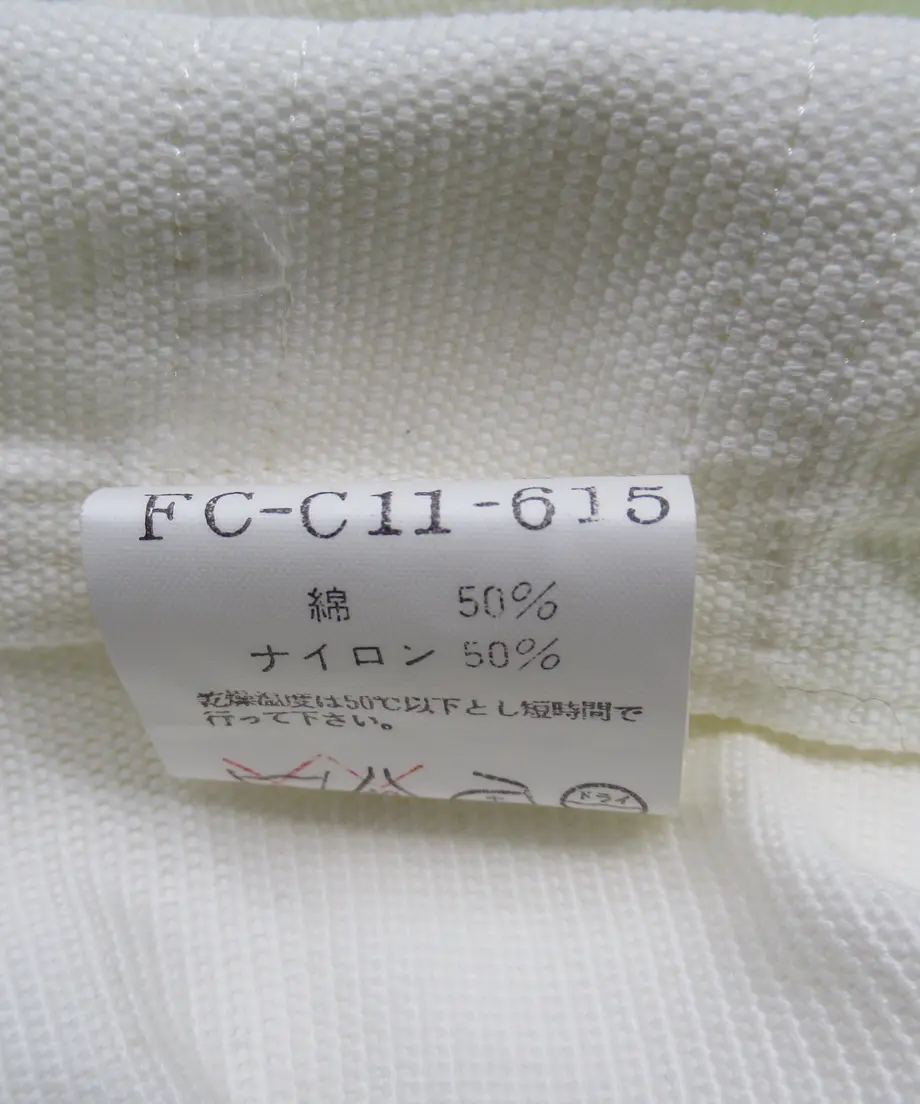 FC-C11-615
綿 50%
ナイロン 50%
乾燥温度は50℃以下とし短時間で
行って下さい。
ドライ